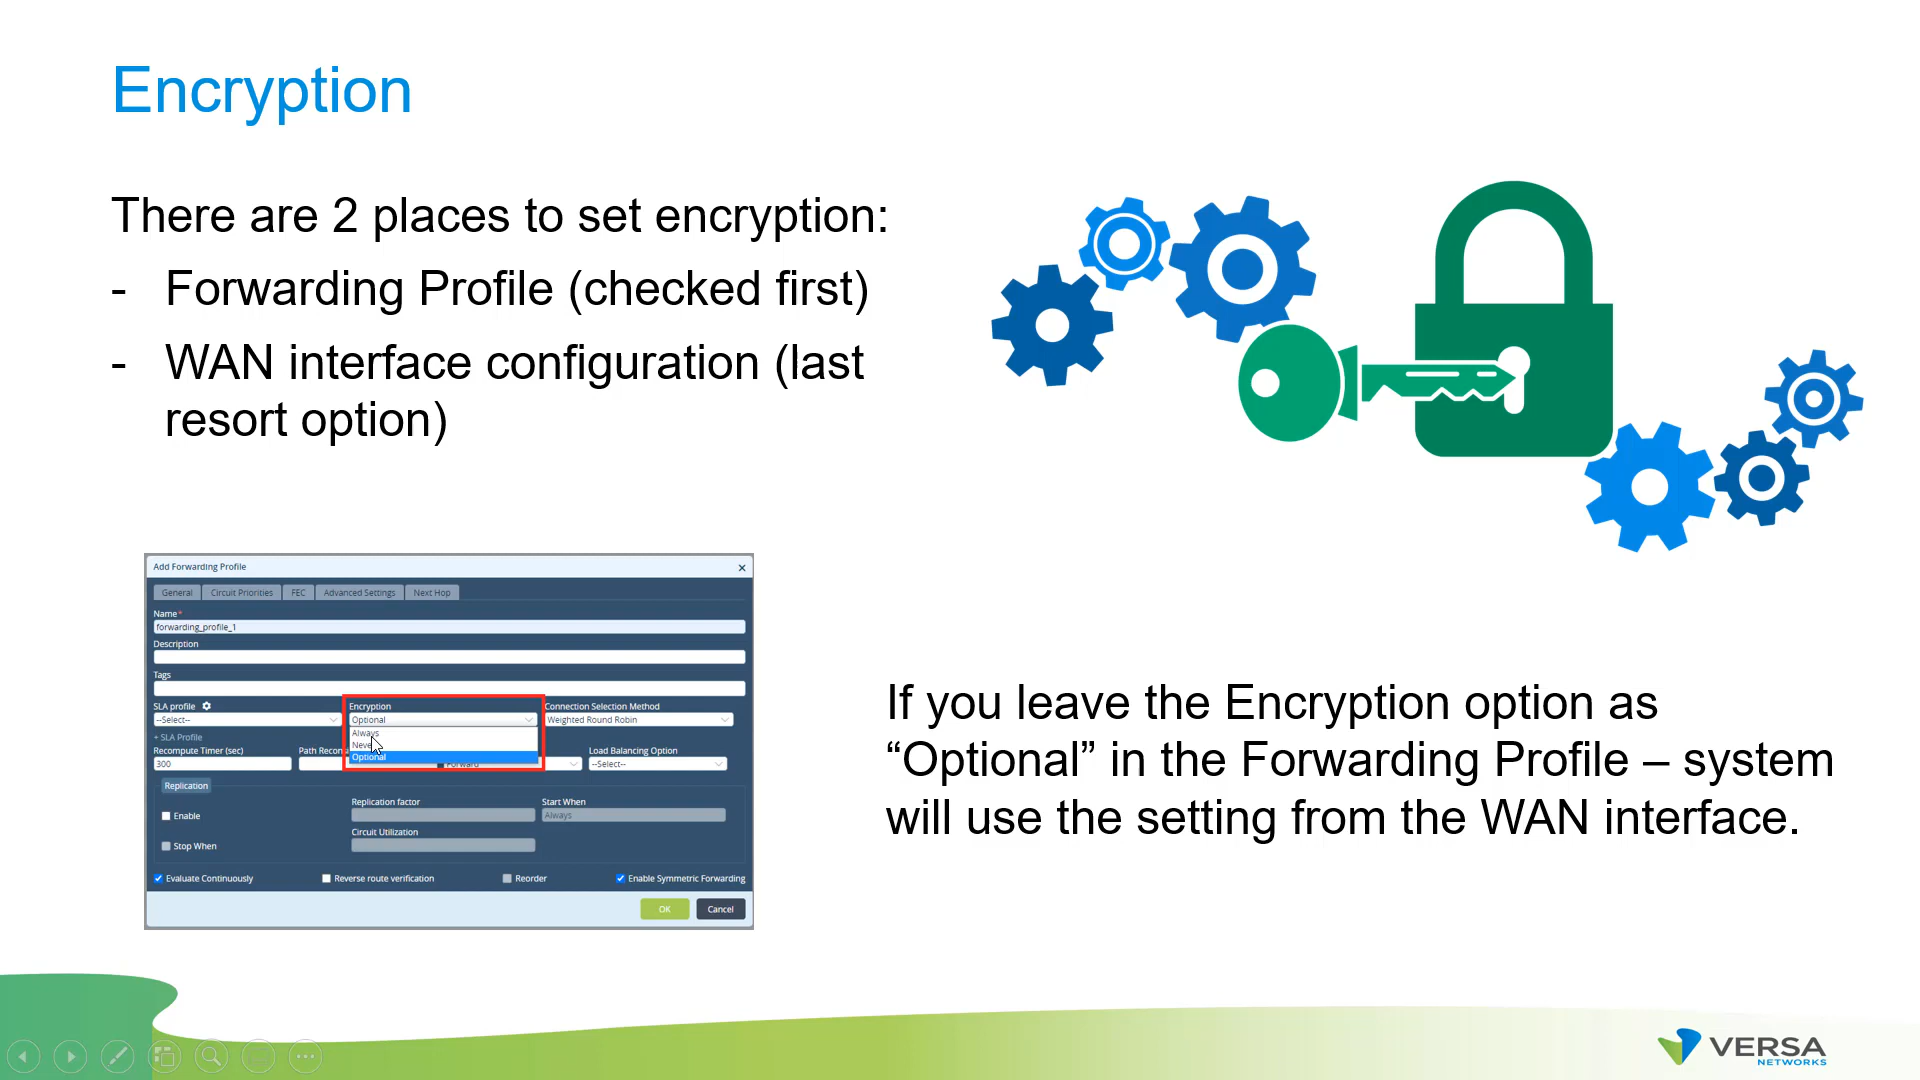 Encryption
There are 2 places to set encryption:
- Forwarding Profile (checked first)
- WAN interface configuration (last
resort option)
Add Forwarding Profile
General Circuit Priorities FEC Advanced Settings Next Hop
Name*
forwarding_profile_1
Description
Tags
SLA profile Encryption Connection Selection Method
--Select-- Optional Weighted Round Robin
Always
+ SLA Profile
Recompute Timer (sec) Load Balancing Option
Optional
300 --Select--
Replication
Replication factor Start When
Enable Always
Circuit Utilization
Stop When
Evaluate Continuously Reverse route verification Reorder Enable Symmetric Forwarding
OK Cancel
If you leave the Encryption option as
“Optional” in the Forwarding Profile – system
will use the setting from the WAN interface.
VERSA
NETWORKS